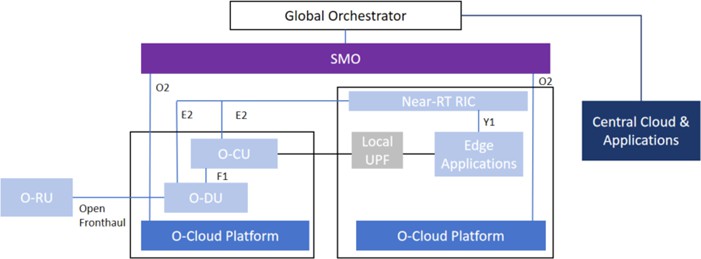 Global Orchestrator
SMO
O2
O2
Near-RT RIC
E2
E2
Y1
Central Cloud &
Applications
O-CU
Local
UPF
Edge
Applications
F1
O-RU
O-DU
Open
Fronthaul
O-Cloud Platform
O-Cloud Platform